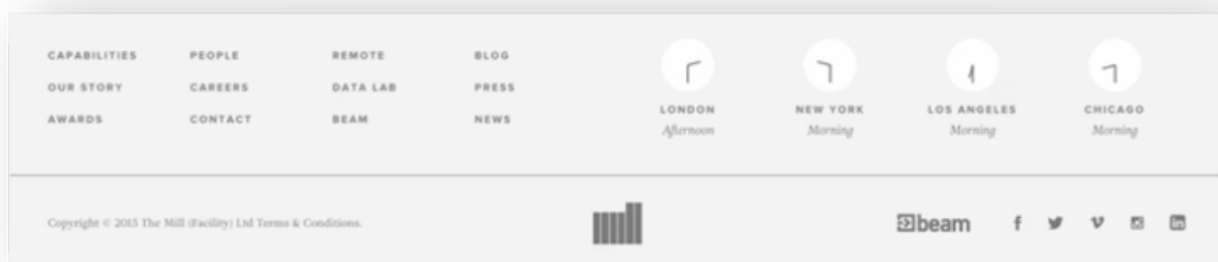 CAPABILITIES PEOPLE REMOTE BLOG
OUR STORY CAREERS DATA LAB PRESS
AWARDS CONTACT BEAM NEWS
LONDON NEW YORK LOS ANGELES CHICAGO
Afternoon Morning Morning Morning
Copyright © 2015 The Mill (Facility) Ltd Terms & Conditions.
beam